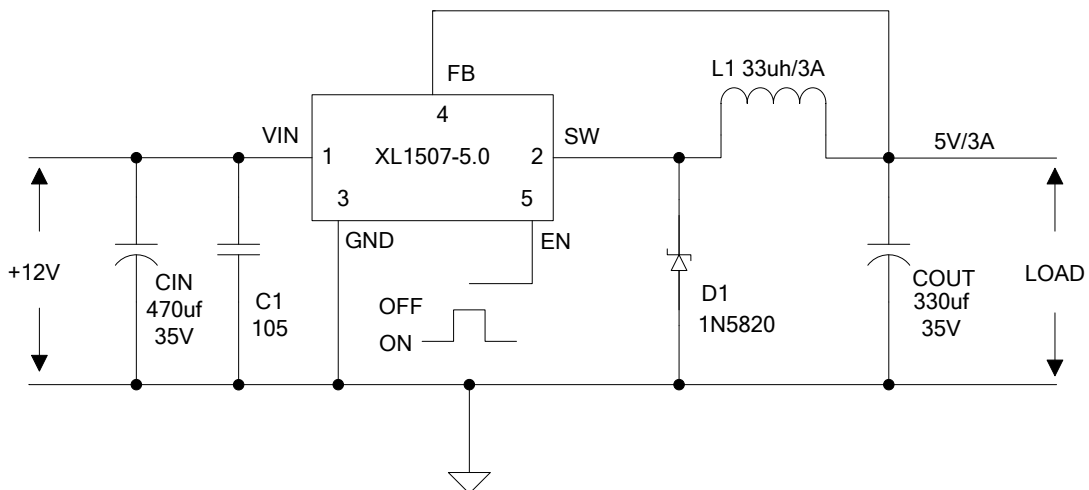 FB
L1 33uh/3A
4
VIN
SW
5V/3A
1
XL1507-5.0
2
3
5
GND
EN
+12V
CIN
470uf
35V
C1
105
OFF
ON
D1
1N5820
COUT
330uf
35V
LOAD